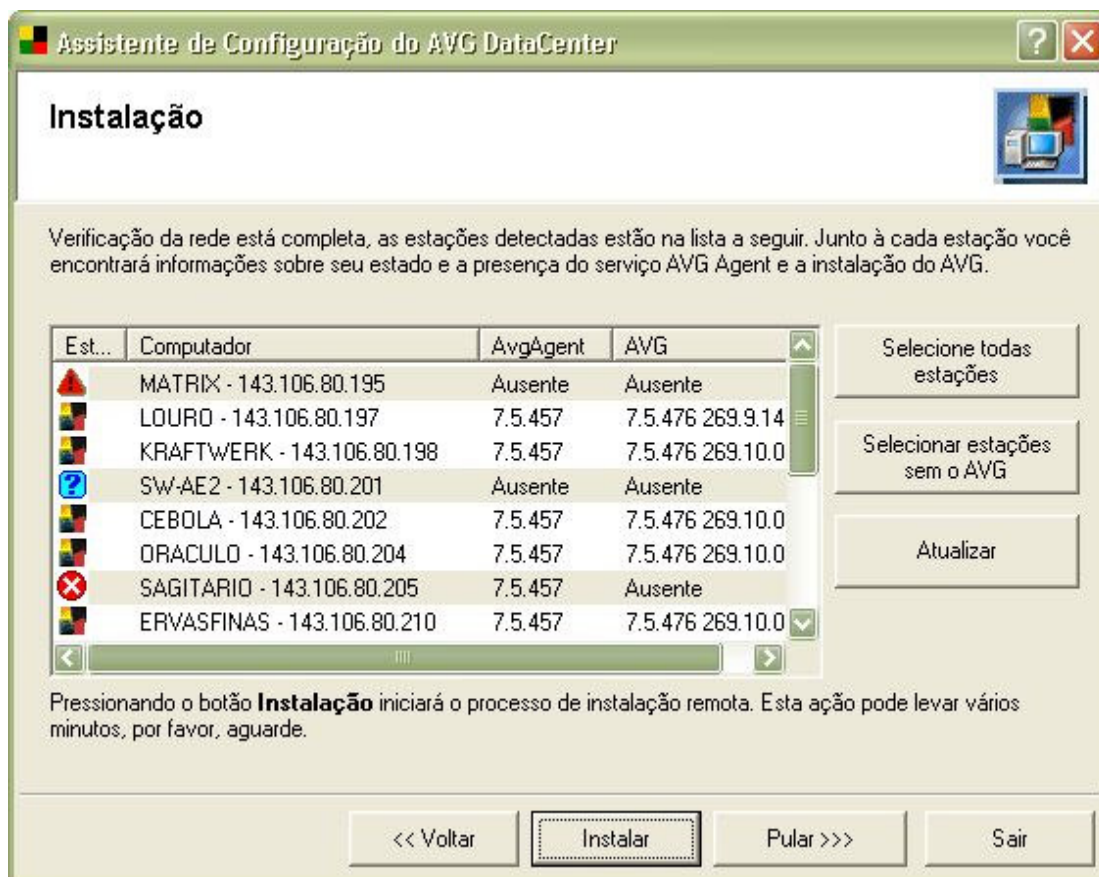 Assistente de Configuração do AVG DataCenter
Instalação
Verificação da rede está completa, as estações detectadas estão na lista a seguir. Junto à cada estação você
encontrará informações sobre seu estado e a presença do serviço AVG Agent e a instalação do AVG.
Est... Computador AvgAgent AVG
MATRIX - 143.106.80.195 Ausente Ausente
LOURO - 143.106.80.197 7.5.457 7.5.476 269.9.14
KRAFTWERK - 143.106.80.198 7.5.457 7.5.476 269.10.0
SW-AE2 - 143.106.80.201 Ausente Ausente
CEBOLA - 143.106.80.202 7.5.457 7.5.476 269.10.0
ORACULO - 143.106.80.204 7.5.457 7.5.476 269.10.0
SAGITARIO - 143.106.80.205 7.5.457 Ausente
ERVASFINAS - 143.106.80.210 7.5.457 7.5.476 269.10.0
Selecione todas
estações
Selecionar estações
sem o AVG
Atualizar
Pressionando o botão Instalação iniciará o processo de instalação remota. Esta ação pode levar vários
minutos, por favor, aguarde.
<< Voltar
Instalar
Pular >>>
Sair